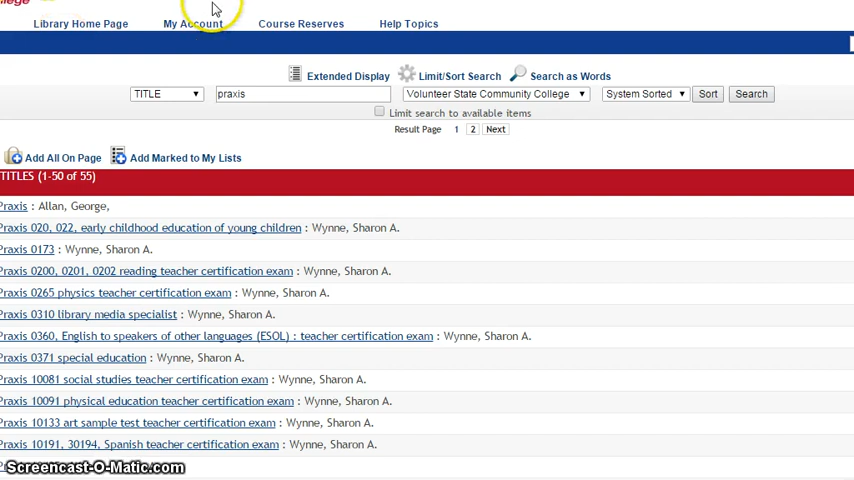 Library Home Page My Account Course Reserves Help Topics
Extended Display Limit/Sort Search Search as Words
TITLE praxis Volunteer State Community College System Sorted Sort Search
Limit search to available items
Result Page 1 2 Next
Add All On Page Add Marked to My Lists
TITLES (1-50 of 55)
Praxis : Allan, George,
Praxis 020, 022, early childhood education of young children : Wynne, Sharon A.
Praxis 0173 : Wynne, Sharon A.
Praxis 0200, 0201, 0202 reading teacher certification exam : Wynne, Sharon A.
Praxis 0265 physics teacher certification exam : Wynne, Sharon A.
Praxis 0310 library media specialist : Wynne, Sharon A.
Praxis 0360, English to speakers of other languages (ESOL) : teacher certification exam : Wynne, Sharon A.
Praxis 0371 special education : Wynne, Sharon A.
Praxis 10081 social studies teacher certification exam : Wynne, Sharon A.
Praxis 10091 physical education teacher certification exam : Wynne, Sharon A.
Praxis 10133 art sample test teacher certification exam : Wynne, Sharon A.
Praxis 10191, 30194, Spanish teacher certification exam : Wynne, Sharon A.
Screencast-O-Matic.com